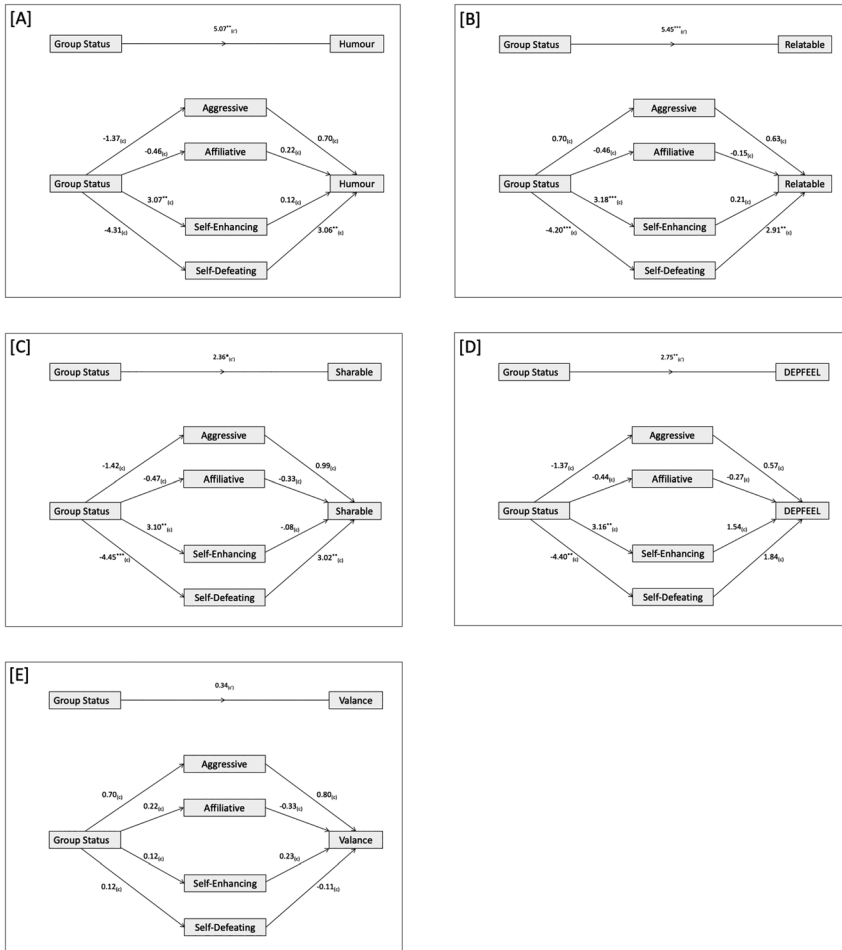 [A]
5.07**(c')
Group Status Humour
Aggressive
-1.37(c) 0.70(c)
-0.46(c) Affiliative 0.22(c)
Group Status Humour
3.07**(c) 0.12(c)
Self-Enhancing
-4.31(c) 3.06**(c)
Self-Defeating
[B]
5.45***(c')
Group Status Relatable
Aggressive
0.70(c) 0.63(c)
-0.46(c) Affiliative -0.15(c)
Group Status Relatable
3.18***(c) 0.21(c)
Self-Enhancing
-4.20***(c) 2.91**(c)
Self-Defeating
[C]
2.36*(c')
Group Status Sharable
Aggressive
-1.42(c) 0.99(c)
-0.47(c) Affiliative -0.33(c)
Group Status Sharable
3.10**(c) -.08(c)
Self-Enhancing
-4.45***(c) 3.02**(c)
Self-Defeating
[D]
2.75**(c')
Group Status DEPFEEL
Aggressive
-1.37(c) 0.57(c)
-0.44(c) Affiliative -0.27(c)
Group Status DEPFEEL
3.16**(c) 1.54(c)
Self-Enhancing
-4.40**(c) 1.84(c)
Self-Defeating
[E]
0.34(c')
Group Status Valance
Aggressive
0.70(c) 0.80(c)
0.22(c) Affiliative -0.33(c)
Group Status Valance
0.12(c) 0.23(c)
Self-Enhancing
0.12(c) -0.11(c)
Self-Defeating